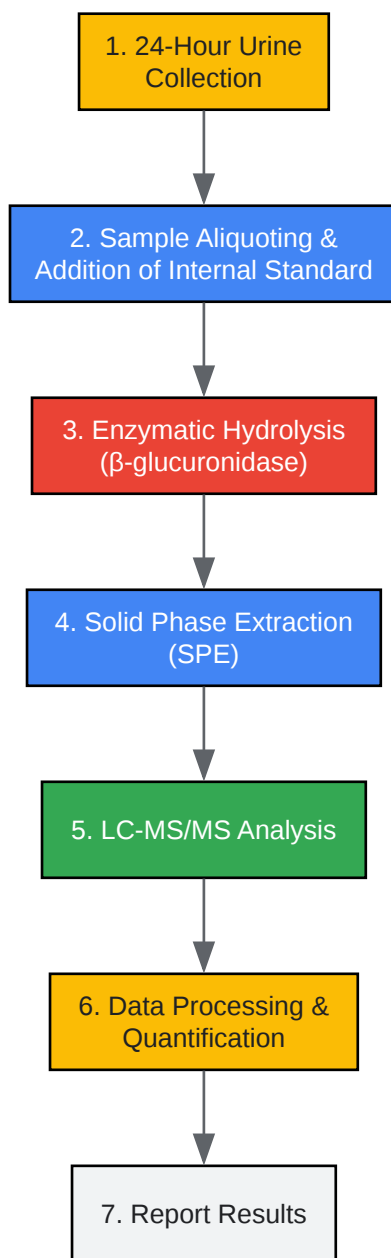 1. 24-Hour Urine
Collection
2. Sample Aliquoting &
Addition of Internal Standard
3. Enzymatic Hydrolysis
(β-glucuronidase)
4. Solid Phase Extraction
(SPE)
5. LC-MS/MS Analysis
6. Data Processing &
Quantification
7. Report Results